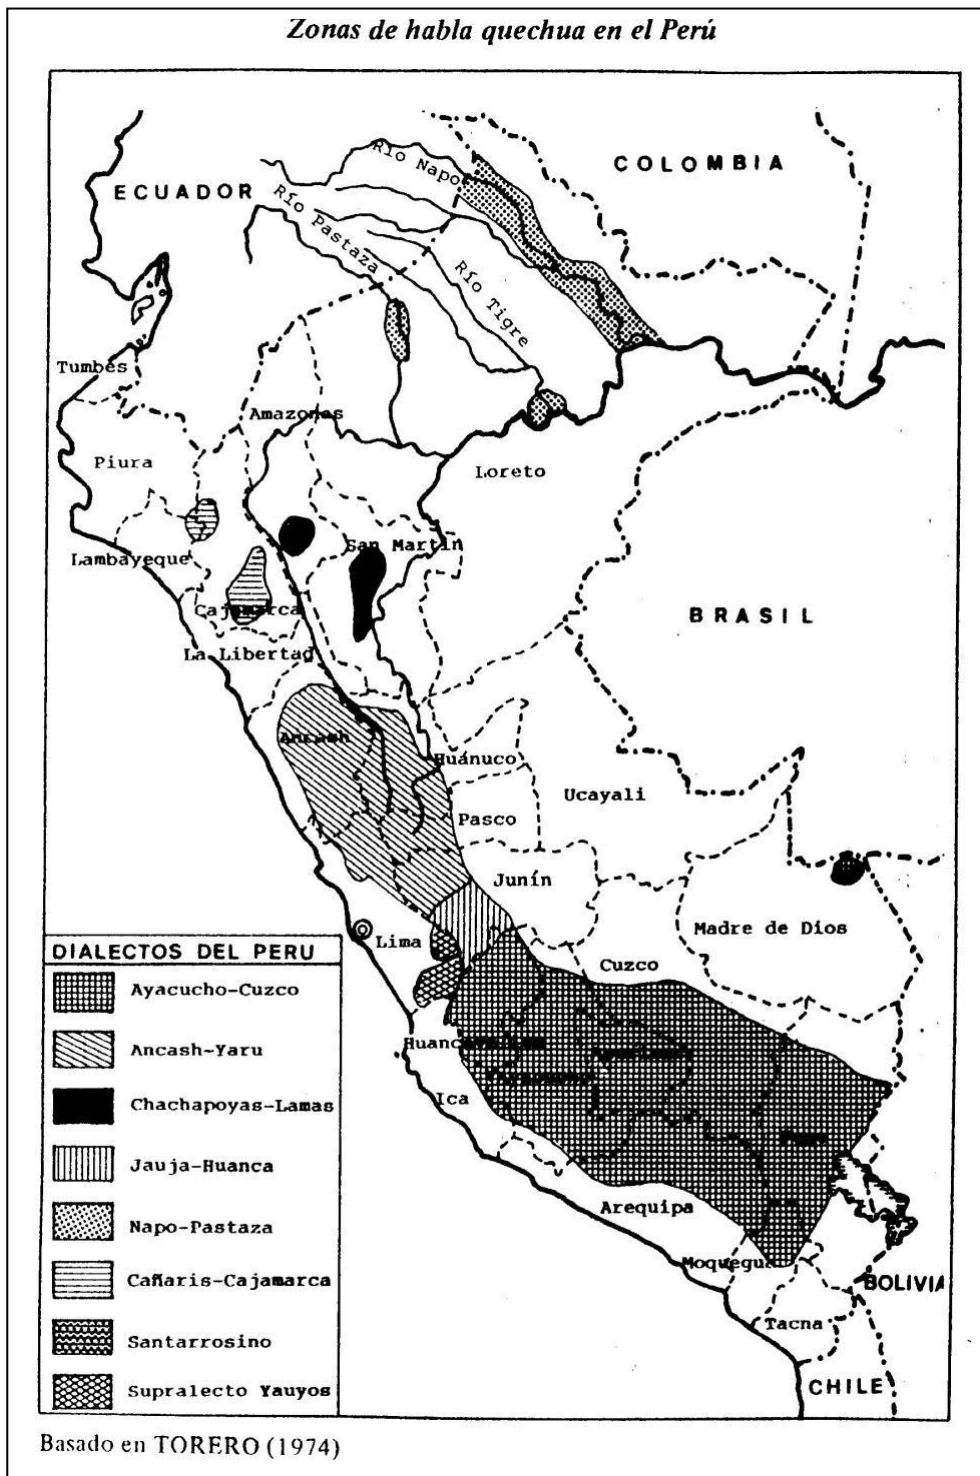 Zonas de habla quechua en el Perú
COLOMBIA
ECUADOR
Río Napo
Río Pastaza
Río Tigre
Tumbes
Amazonas
Piura
Loreto
San Martín
Lambayeque
Cajamarca
BRASIL
La Libertad
Ancash
Huánuco
Ucayali
Pasco
Junín
Madre de Díos
Lima
Cuzco
DIALECTOS DEL PERU
Ayacucho-Cuzco
Ancash-Yaru
Chachapoyas-Lamas
Jauja-Huanca
Napo-Pastaza
Cañaris-Cajamarca
Santarrosino
Supralecto Yauyos
Ica
Puno
Arequipa
Moquegua
BOLIVIA
Tacna
CHILE
Basado en TORERO (1974)